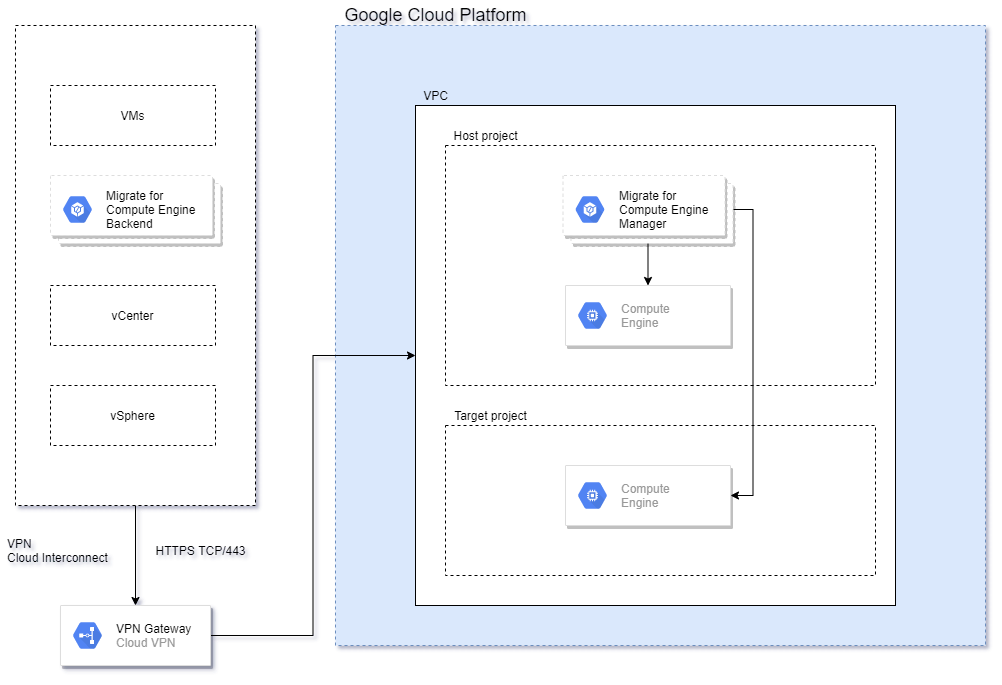 Google Cloud Platform
VMs
Migrate for
Compute Engine
Backend
vCenter
vSphere
VPN
Cloud Interconnect
HTTPS TCP/443
VPN Gateway
Cloud VPN
VPC
Host project
Migrate for
Compute Engine
Manager
Compute
Engine
Target project
Compute
Engine